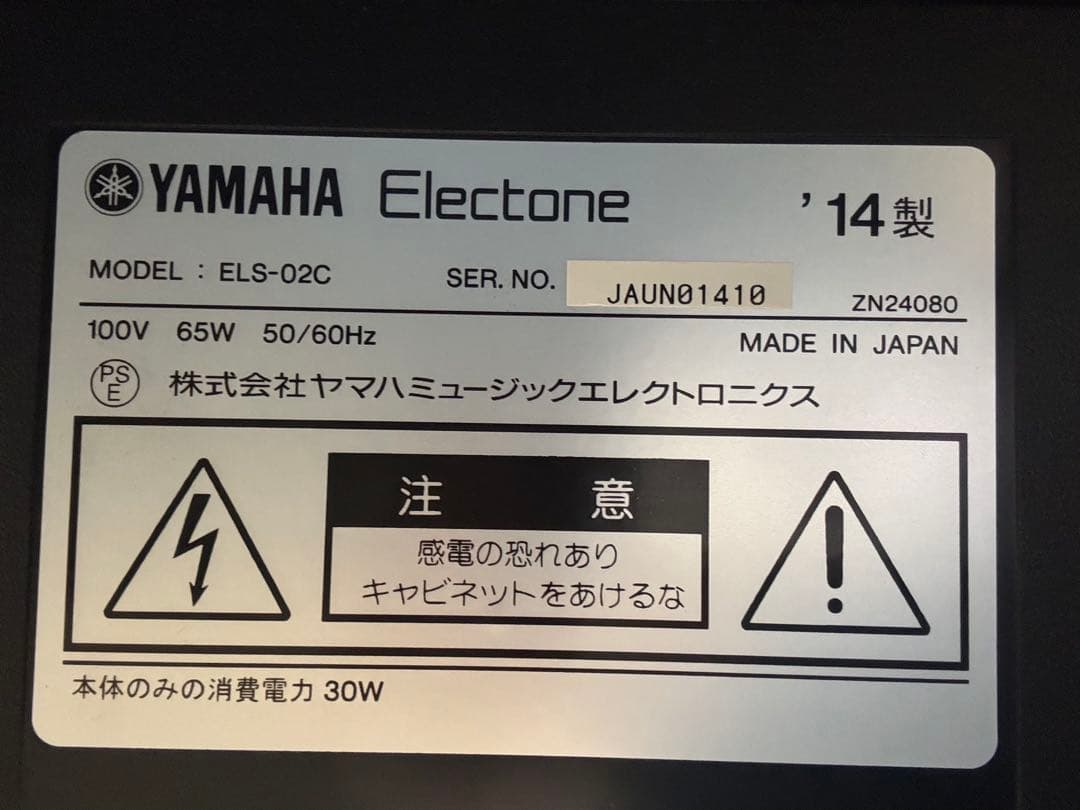 YAMAHA Electone ’14製
MODEL : ELS-02C SER. NO. JAUN01410 ZN24080
100V 65W 50/60Hz MADE IN JAPAN
PSE 株式会社ヤマハミュージックエレクトロニクス
注意
感電の恐れあり
キャビネットをあけるな
本体のみの消費電力 30W